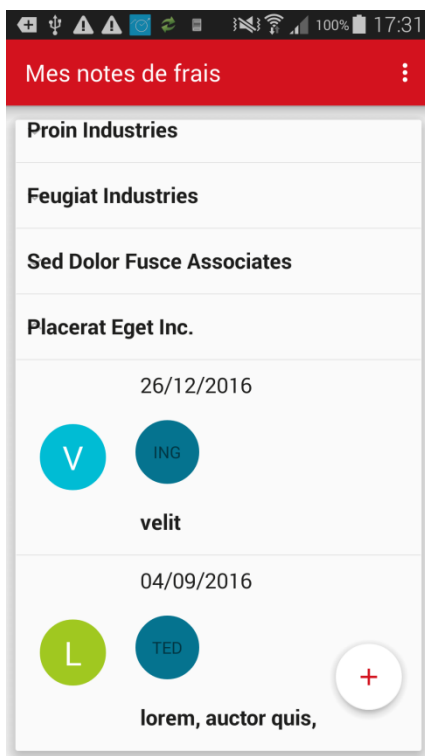 100% 17:31
Mes notes de frais
Proin Industries
Feugiat Industries
Sed Dolor Fusce Associates
Placerat Eget Inc.
26/12/2016
V
ING
velit
04/09/2016
L
TED
+
lorem, auctor quis,